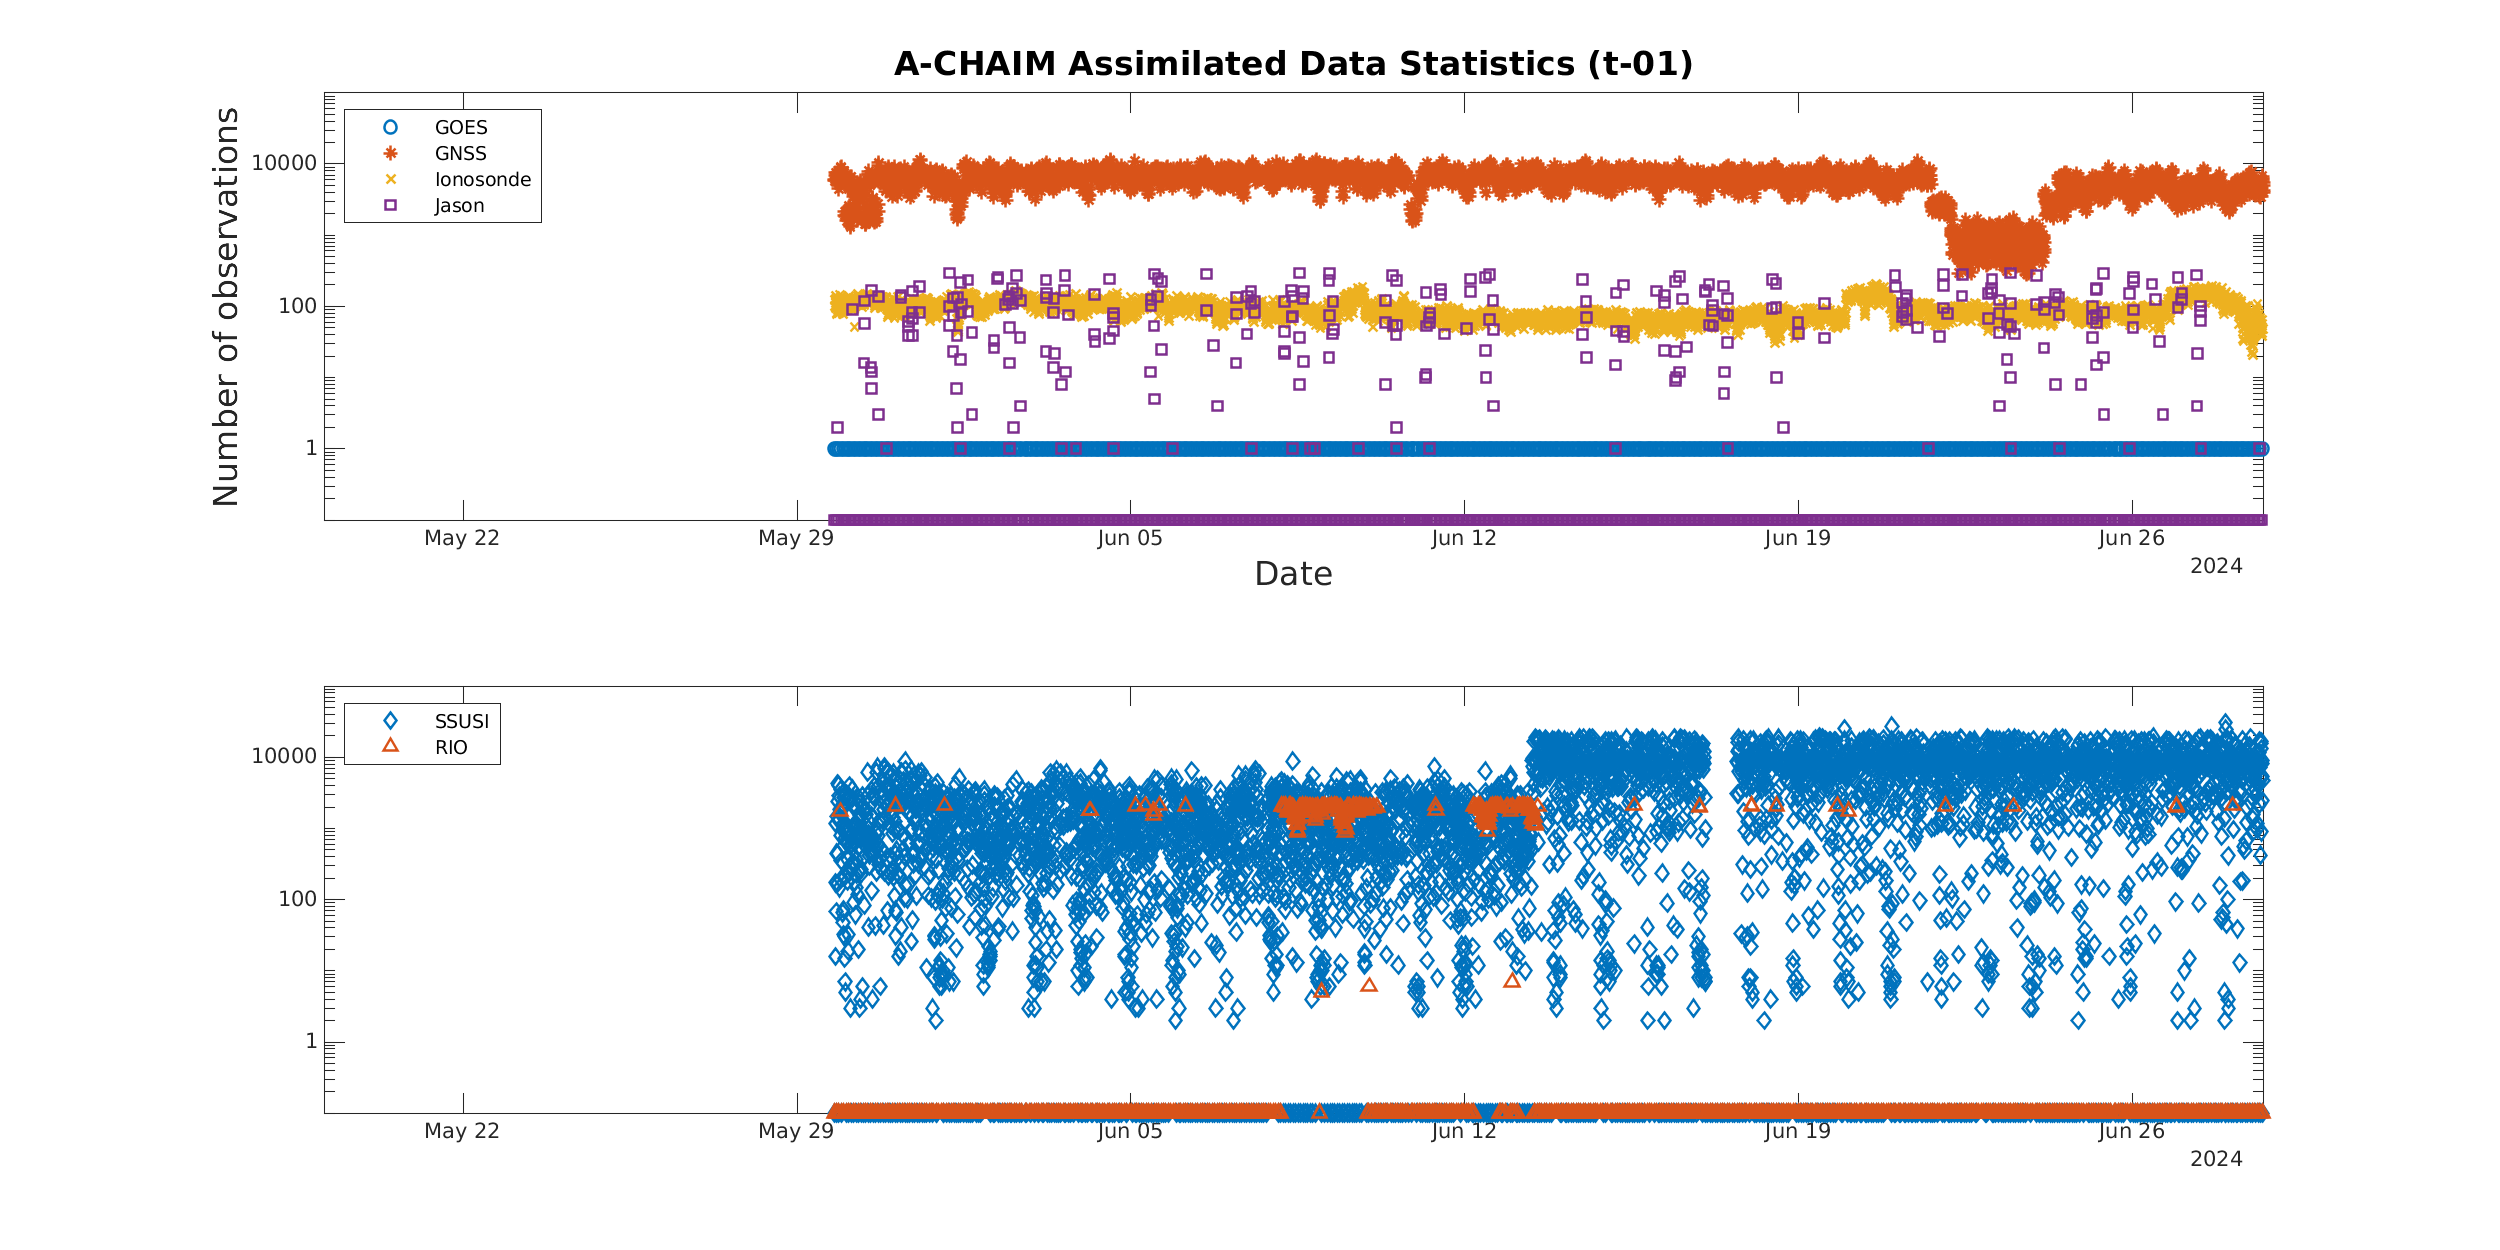 A-CHAIM Assimilated Data Statistics (t-01)
Number of observations
10000
100
1
GOES
GNSS
Ionosonde
Jason
May 22
May 29
Jun 05
Jun 12
Jun 19
Jun 26
2024
Date
10000
100
1
SSUSI
RIO
May 22
May 29
Jun 05
Jun 12
Jun 19
Jun 26
2024